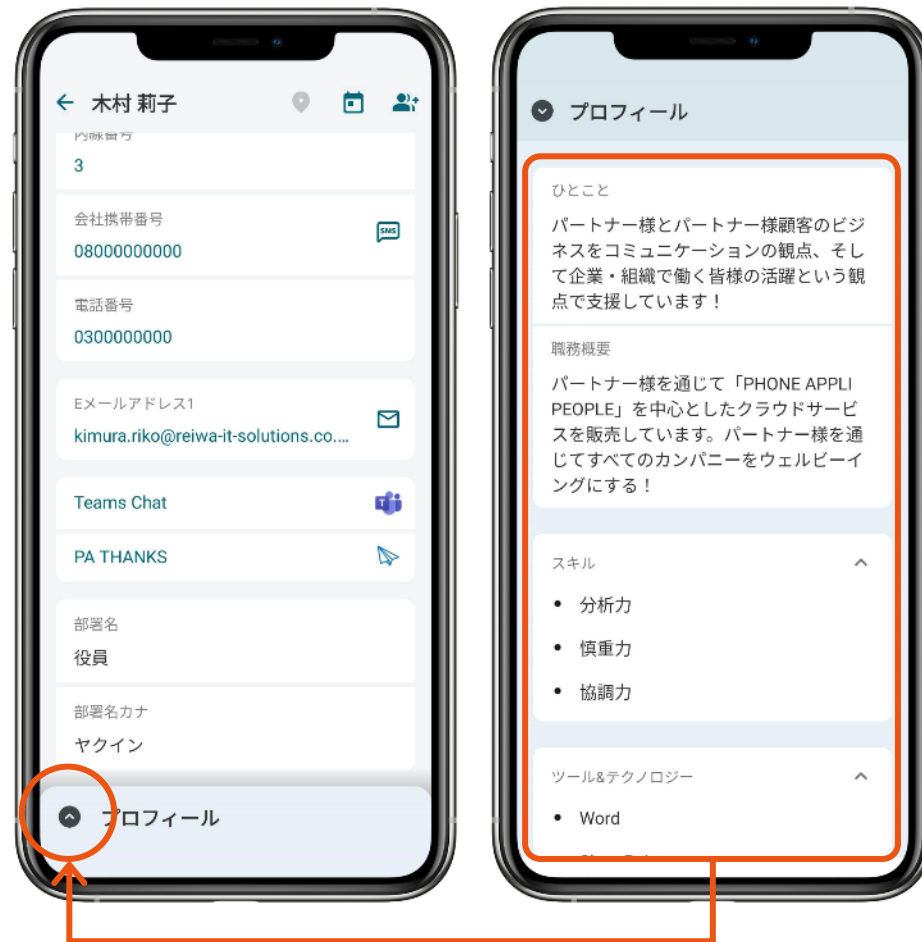 木村 莉子
内線番号
3
会社携帯番号
SMS
08000000000
電話番号
0300000000
Eメールアドレス1
kimura.riko@reiwa-it-solutions.co....
Teams Chat
PA THANKS
部署名
役員
部署名カナ
ヤクイン
プロフィール
プロフィール
ひとこと
パートナー様とパートナー様顧客のビジ
ネスをコミュニケーションの観点、そし
て企業・組織で働く皆様の活躍という観
点で支援しています！
職務概要
パートナー様を通じて「PHONE APPLI
PEOPLE」を中心としたクラウドサービ
スを販売しています。パートナー様を通
じてすべてのカンパニーをウェルビーイ
ングにする！
スキル
• 分析力
• 慎重力
• 協調力
ツール&テクノロジー
• Word